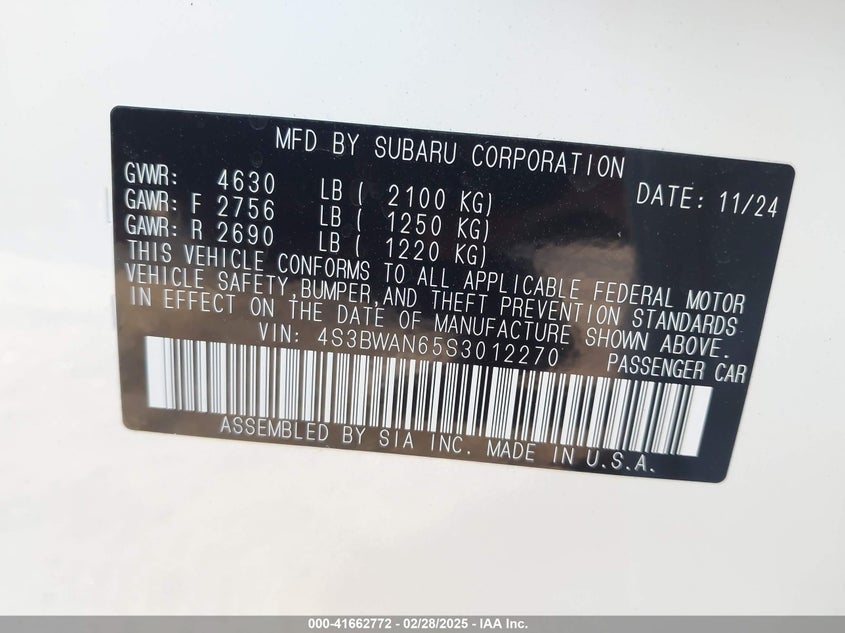 MFD BY SUBARU CORPORATION
GVWR: 4630 LB ( 2100 KG) DATE: 11/24
GAWR: F 2756 LB ( 1250 KG)
GAWR: R 2690 LB ( 1220 KG)
THIS VEHICLE CONFORMS TO ALL APPLICABLE FEDERAL MOTOR
VEHICLE SAFETY,BUMPER,AND THEFT PREVENTION STANDARDS
IN EFFECT ON THE DATE OF MANUFACTURE SHOWN ABOVE.
VIN: 4S3BWAN65S3012270 PASSENGER CAR
ASSEMBLED BY SIA INC. MADE IN U.S.A.
000-41662772 - 02/28/2025 - IAA Inc.